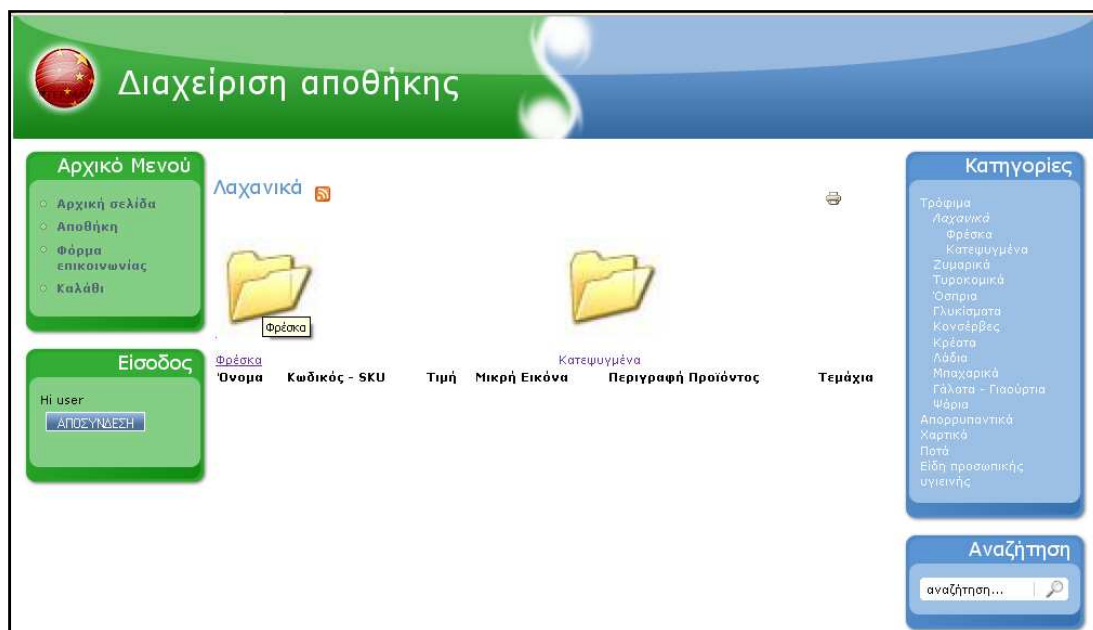 Διαχείριση αποθήκης
Αρχικό Μενού
Αρχική σελίδα
Αποθήκη
Φόρμα
επικοινωνίας
Καλάθι
Είσοδος
Hi user
ΑΠΟΣΥΝΔΕΣΗ
Λαχανικά
Φρέσκα
Φρέσκα
Κατεψυγμένα
Όνομα Κωδικός - SKU Τιμή Μικρή Εικόνα Περιγραφή Προϊόντος Τεμάχια
Κατηγορίες
Τρόφιμα
Λαχανικά
Φρέσκα
Κατεψυγμένα
Ζυμαρικά
Τυροκομικά
Όσπρια
Γλυκίσματα
Κονσέρβες
Κρέατα
Λάδια
Μπαχαρικά
Γάλατα - Γιαούρτια
Ψάρια
Απορρυπαντικά
Χαρτικά
Ποτά
Είδη προσωπικής
υγιεινής
Αναζήτηση
αναζήτηση...